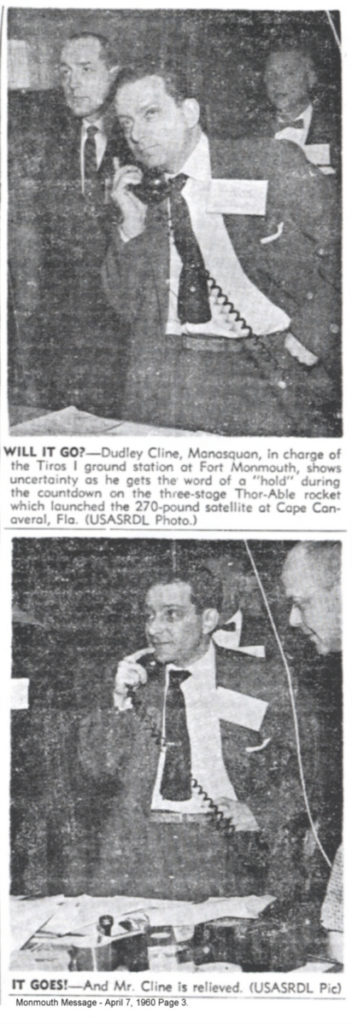 WILL IT GO?—Dudley Cline, Manasquan, in charge of
the Tiros I ground station at Fort Monmouth, shows
uncertainty as he gets the word of a "hold" during
the countdown on the three-stage Thor-Able rocket
which launched the 270-pound satellite at Cape Can-
averal, Fla. (USASRDL Photo.)
IT GOES!—And Mr. Cline is relieved. (USASRDL Pic)
Monmouth Message - April 7, 1960 Page 3.